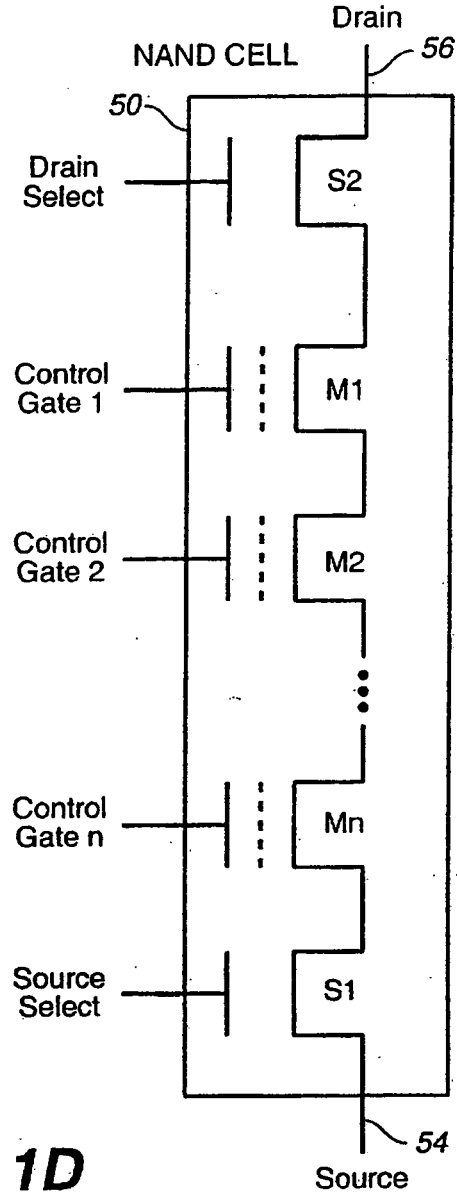 Drain
NAND CELL
56
50
Drain
Select
S2
Control
Gate 1
M1
Control
Gate 2
M2
Control
Gate n
Mn
Source
Select
S1
54
1D
Source